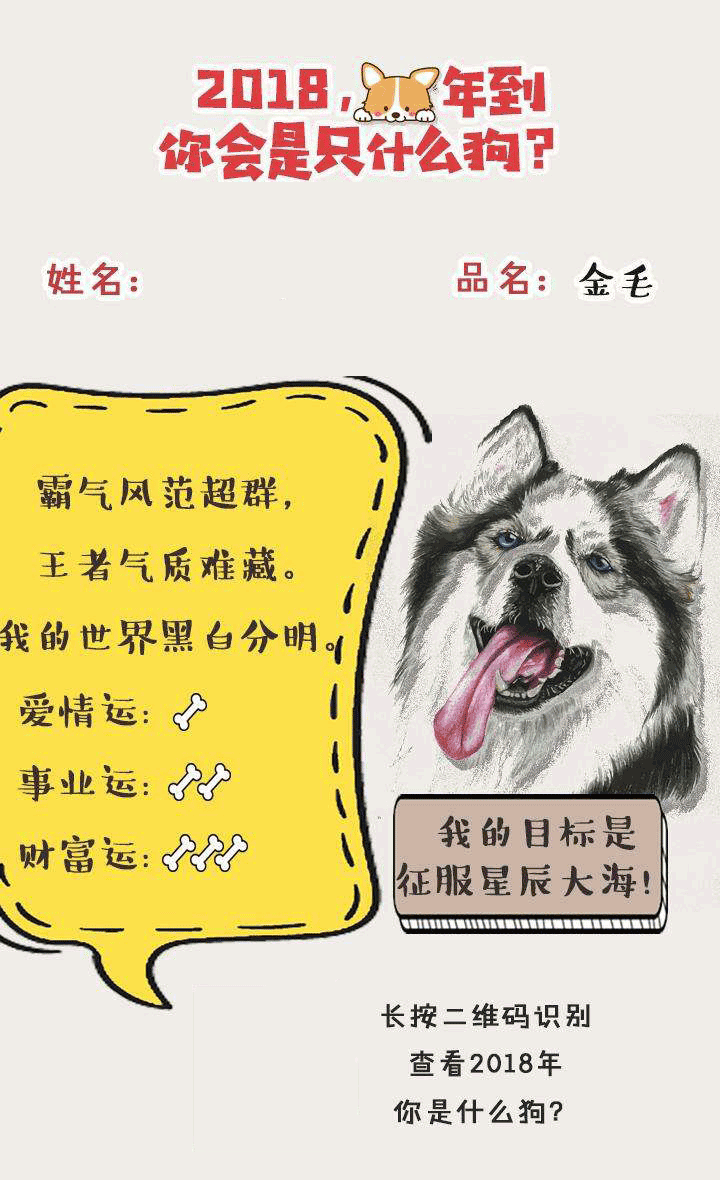 2018，年到
你会是只什么狗？
姓名：
品名：金毛
霸气风范超群，
王者气质难藏。
我的世界黑白分明。
爱情运：
事业运：
财富运：
我的目标是
征服星辰大海！
长按二维码识别
查看2018年
你是什么狗？